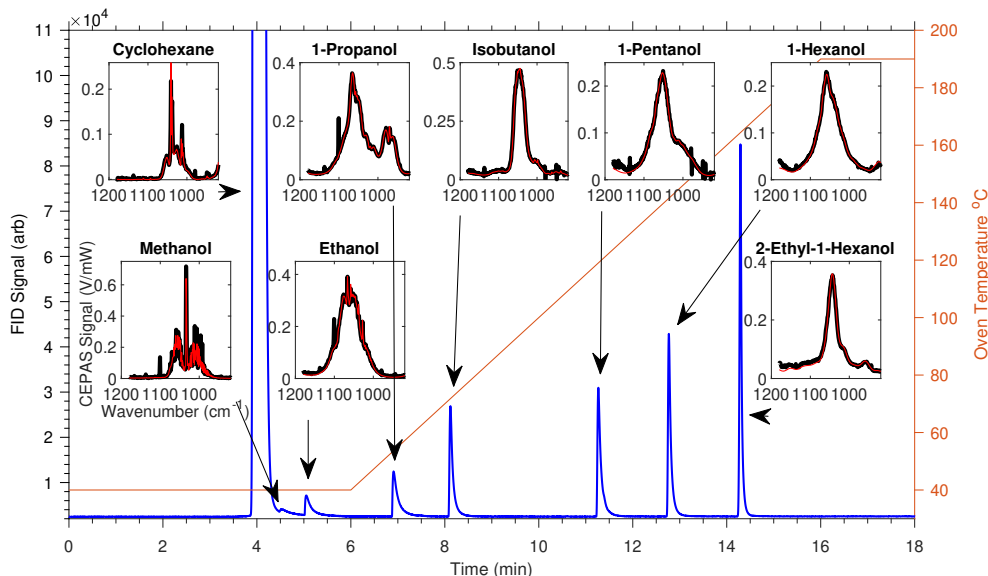 11 ×10⁴
10
9
8
7
6
5
4
3
2
1
FID Signal (arb)
Cyclohexane
0.2
0.1
0
1200 1100 1000
1-Propanol
0.4
0.2
0
1200 1100 1000
Isobutanol
0.5
0.25
0
1200 1100 1000
1-Pentanol
0.3
0.2
0.1
0
1200 1100 1000
1-Hexanol
0.2
0.1
0
1200 1100 1000
Methanol
CEPAS Signal (V/mW)
0.6
0.4
0.2
0
1200 1100 1000
Wavenumber (cm⁻¹)
Ethanol
0.4
0.2
0
1200 1100 1000
2-Ethyl-1-Hexanol
0.4
0.2
0
1200 1100 1000
200
180
160
140
120
100
80
60
40
Oven Temperature °C
0 2 4 6 8 10 12 14 16 18
Time (min)